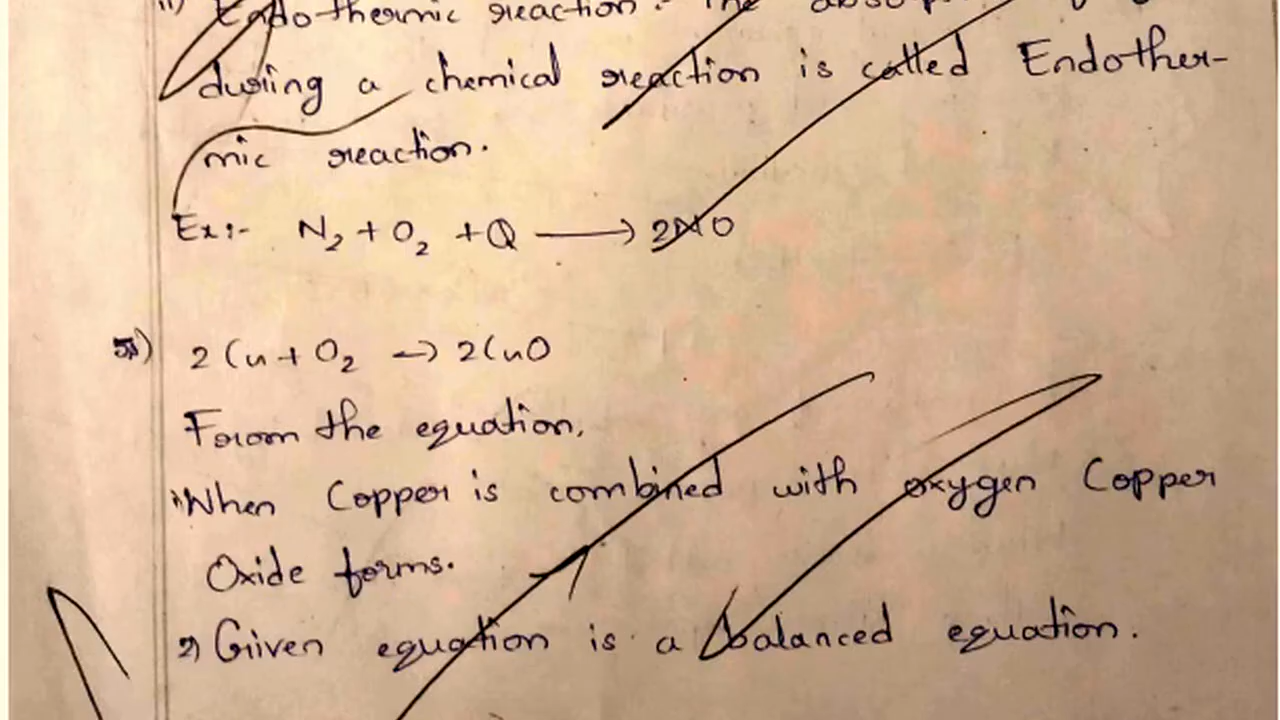 ii) Endothermic reaction :- The
during a chemical reaction is called Endother-
mic reaction.
Ex:- N₂ + O₂ + Q ⟶ 2NO
5) 2Cu + O₂ → 2CuO
From the equation,
1) When Copper is combined with oxygen Copper
Oxide forms.
2) Given equation is a balanced equation.